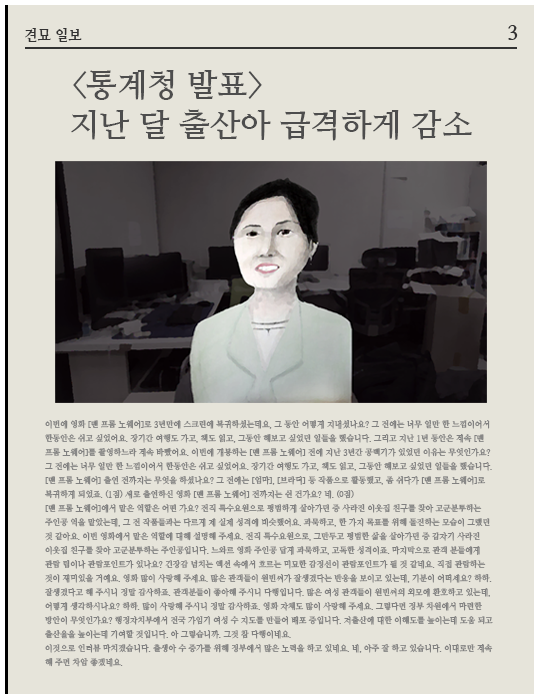 견묘 일보
3
〈통계청 발표〉
지난 달 출산아 급격하게 감소
이번에 영화 [맨 프롬 노웨어]로 3년만에 스크린에 복귀하셨는데요, 그 동안 어떻게 지내셨나요? 그 전에는 너무 일만 한 느낌이어서
한동안은 쉬고 싶었어요. 장기간 여행도 가고, 책도 읽고, 그동안 해보고 싶었던 일들을 했습니다. 그리고 지난 1년 동안은 계속 [맨
프롬 노웨어]를 촬영하느라 계속 바빴어요. 이번에 개봉하는 [맨 프롬 노웨어] 전에 지난 3년간 공백기가 있었던 이유는 무엇인가요?
그 전에는 너무 일만 한 느낌이어서 한동안은 쉬고 싶었어요. 장기간 여행도 가고, 책도 읽고, 그동안 해보고 싶었던 일들을 했습니다.
[맨 프롬 노웨어] 출연 전까지는 무엇을 하셨나요? 그 전에는 [임파], [브라더] 등 작품으로 활동했고, 좀 쉬다가 [맨 프롬 노웨어]로
복귀하게 되었죠. (1점) 새로 출연하신 영화 [맨 프롬 노웨어] 전까지는 쉰 건가요? 네. (0점)
[맨 프롬 노웨어]에서 맡은 역할은 어떤 가요? 전직 특수요원으로 평범하게 살아가던 중 사라진 아웃집 친구를 찾아 고군분투하는
주인공 역을 맡았는데, 그 전 작품들과는 다르게 제 실제 성격에 비슷했어요. 과묵하고, 한 가지 목표를 위해 돌진하는 모습이 그랬던
것 같아요. 이번 영화에서 맡은 역할에 대해 설명해 주세요. 전직 특수요원으로, 그만두고 평범한 삶을 살아가던 중 갑자기 사라진
이웃집 친구를 찾아 고군분투하는 주인공입니다. 느와르 영화 주인공 답게 과묵하고, 고독한 성격이죠. 마지막으로 관객 분들에게
관람 팁이나 관람포인트가 있나요? 긴장감 넘치는 액션 속에서 흐르는 미묘한 감정선이 관람포인트가 될 것 같네요. 직접 관람하는
것이 재미있을 거예요. 영화 많이 사랑해 주세요. 많은 관객들이 원빈어가 잘생겼다는 반응을 보이고 있는데, 기분이 어떠세요? 하하.
잘생겼다고 해 주시니 정말 감사하죠. 관객분들이 좋아해 주시니 다행입니다. 많은 여성 관객들이 원빈어의 외모에 환호하고 있는데,
어떻게 생각하시나요? 하하. 많이 사랑해 주시니 정말 감사하죠. 영화 자체도 많이 사랑해 주세요. 그렇다면 정부 차원에서 마련한
방안이 무엇인가요? 행정자치부에서 전국 가임기 여성 수 지도를 만들어 배포 중입니다. 저출산에 대한 이해도를 높이는데 도움 되고
출산율을 높이는데 기여할 것입니다. 아 그렇습니까. 그것 참 다행이네요.
이것으로 인터뷰 마치겠습니다. 출생아 수 증가를 위해 정부에서 많은 노력을 하고 있네요. 네, 아주 잘 하고 있습니다. 이대로만 계속
해 주면 차암 좋겠네요.